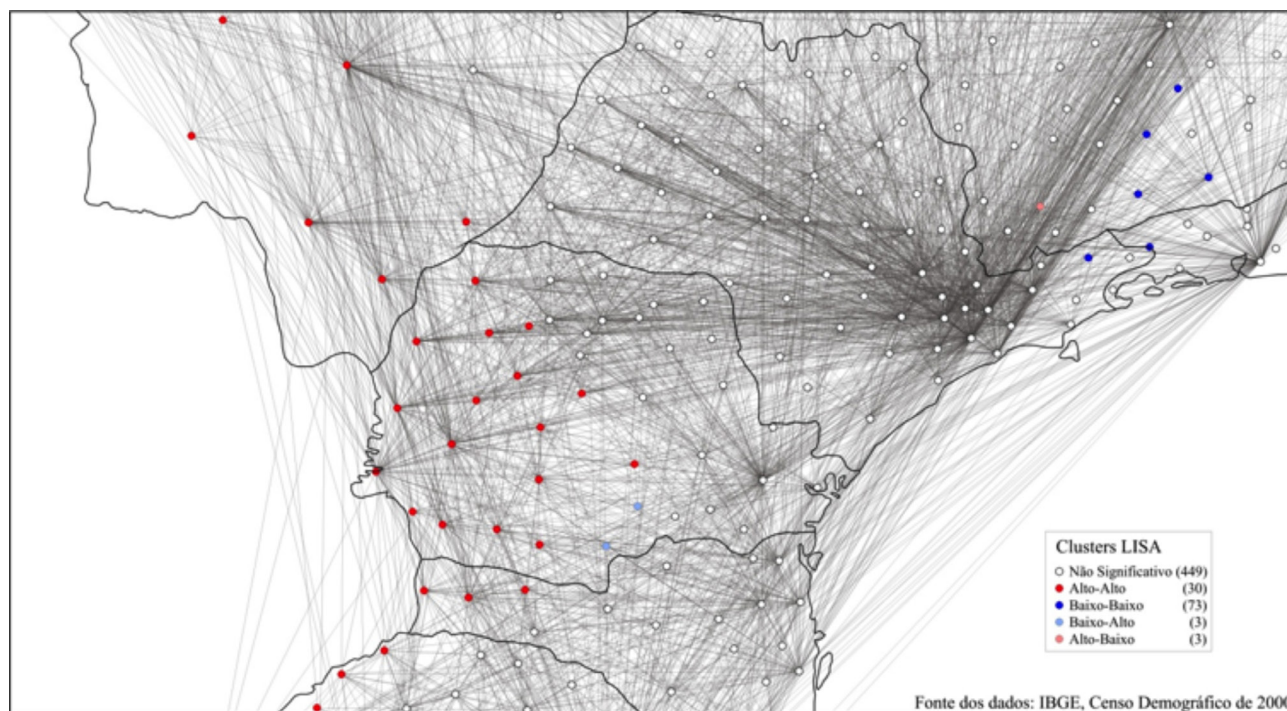 Clusters LISA
Não Significativo (449)
Alto-Alto (30)
Baixo-Baixo (73)
Baixo-Alto (3)
Alto-Baixo (3)
Fonte dos dados: IBGE, Censo Demográfico de 2000